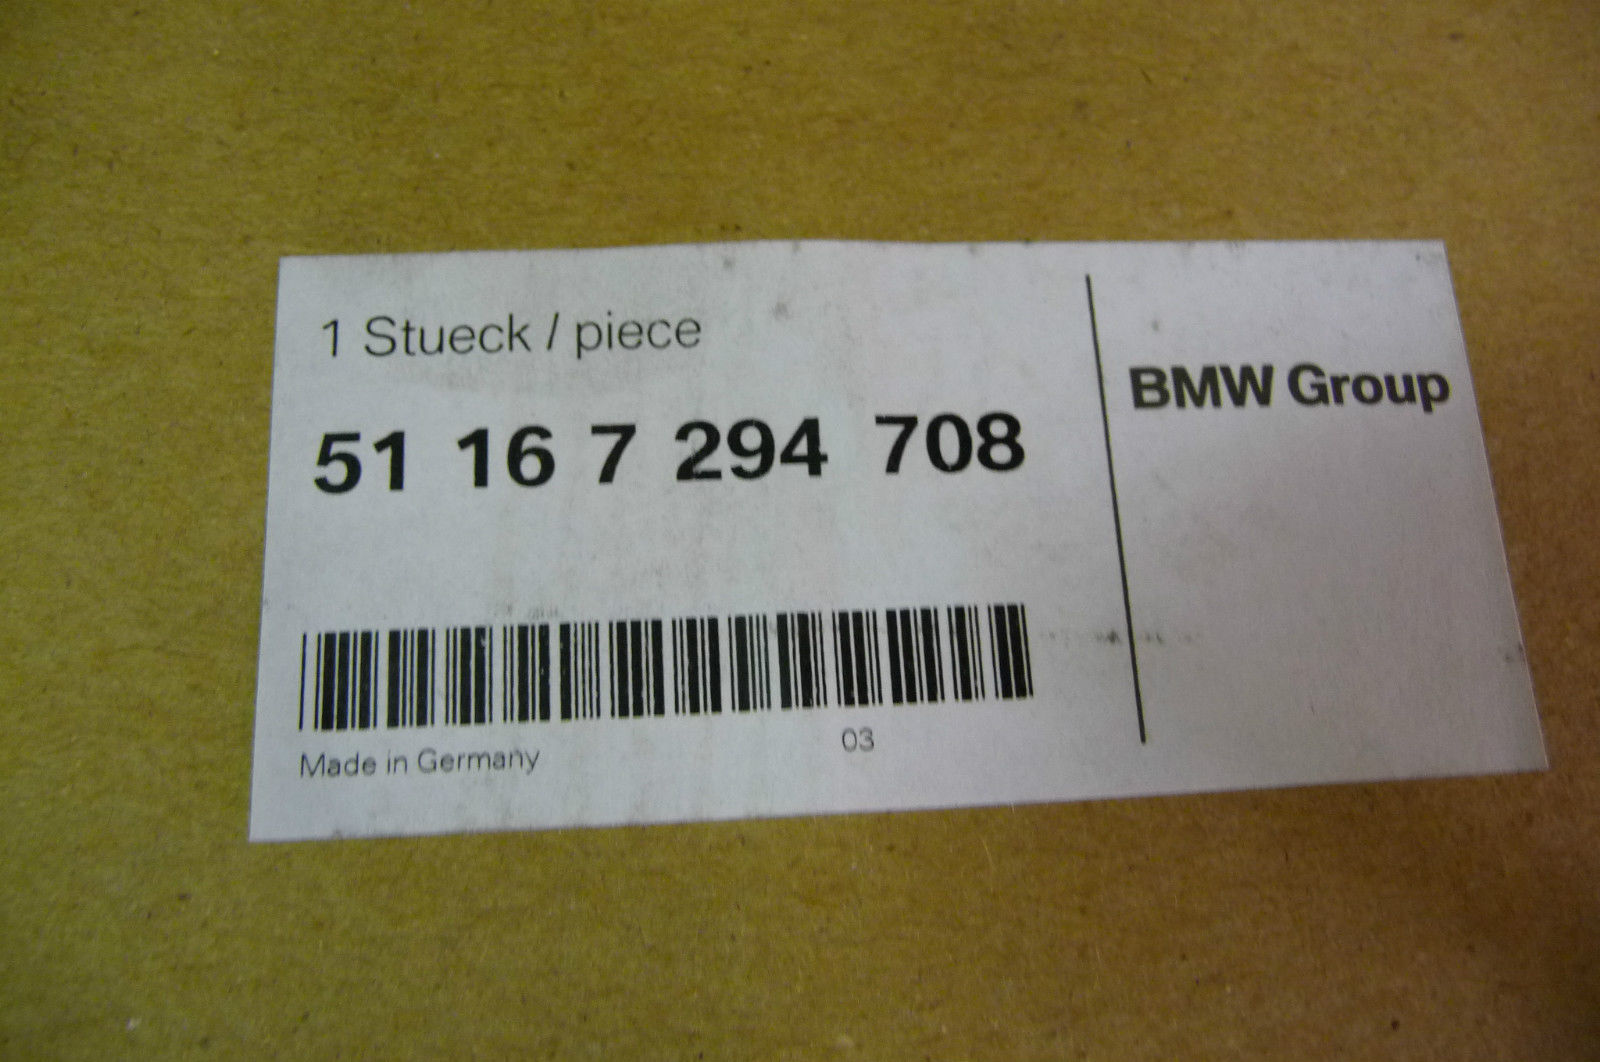 1 Stueck / piece
51 16 7 294 708
BMW Group
Made in Germany
03